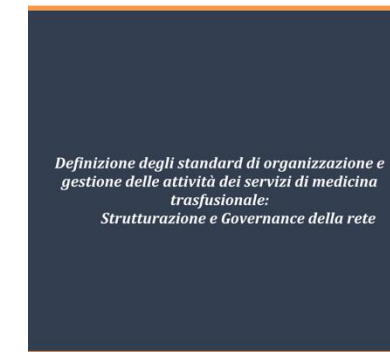 Definizione degli standard di organizzazione e
gestione delle attività dei servizi di medicina
trasfusionale:
Strutturazione e Governance della rete